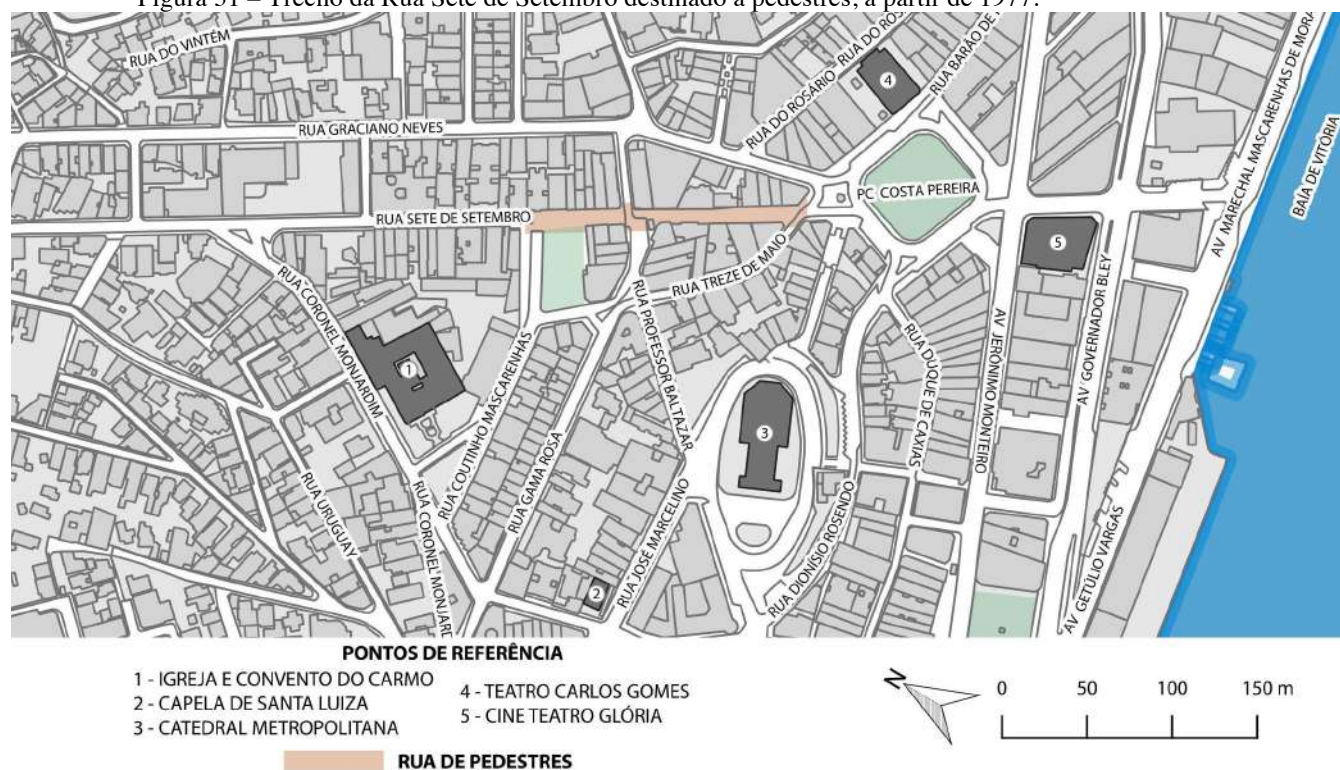 Figura 51 – Trecho da Rua Sete de Setembro destinado a pedestres, a partir de 1977.
RUA DO VINTÉM
RUA DO ROSÁRIO
RUA DO
4
RUA BARÃO DE
RUA GRACIANO NEVES
AV MARECHAL MASCARENHAS DE
BAÍA DE VITÓRIA
PÇ COSTA PEREIRA
RUA SETE DE SETEMBRO
5
RUA TREZE DE MAIO
RUA CORONEL MONJARDIM
1
RUA COUTINHO MASCARENHAS
RUA PROFESSOR BALTAZAR
RUA DUQUE DE CAXIAS
AV. JERÔNIMO MONTEIRO
AV. GOVERNADOR BLEY
3
RUA GAMA ROSA
RUA URUGUAY
RUA CORONEL
2
RUA JOSÉ MARCELINO
RUA DIONÍSIO ROSENDO
AV GETÚLIO VARGAS
PONTOS DE REFERÊNCIA
1 - IGREJA E CONVENTO DO CARMO
2 - CAPELA DE SANTA LUIZA
3 - CATEDRAL METROPOLITANA
4 - TEATRO CARLOS GOMES
5 - CINE TEATRO GLÓRIA
N
0 50 100 150 m
RUA DE PEDESTRES